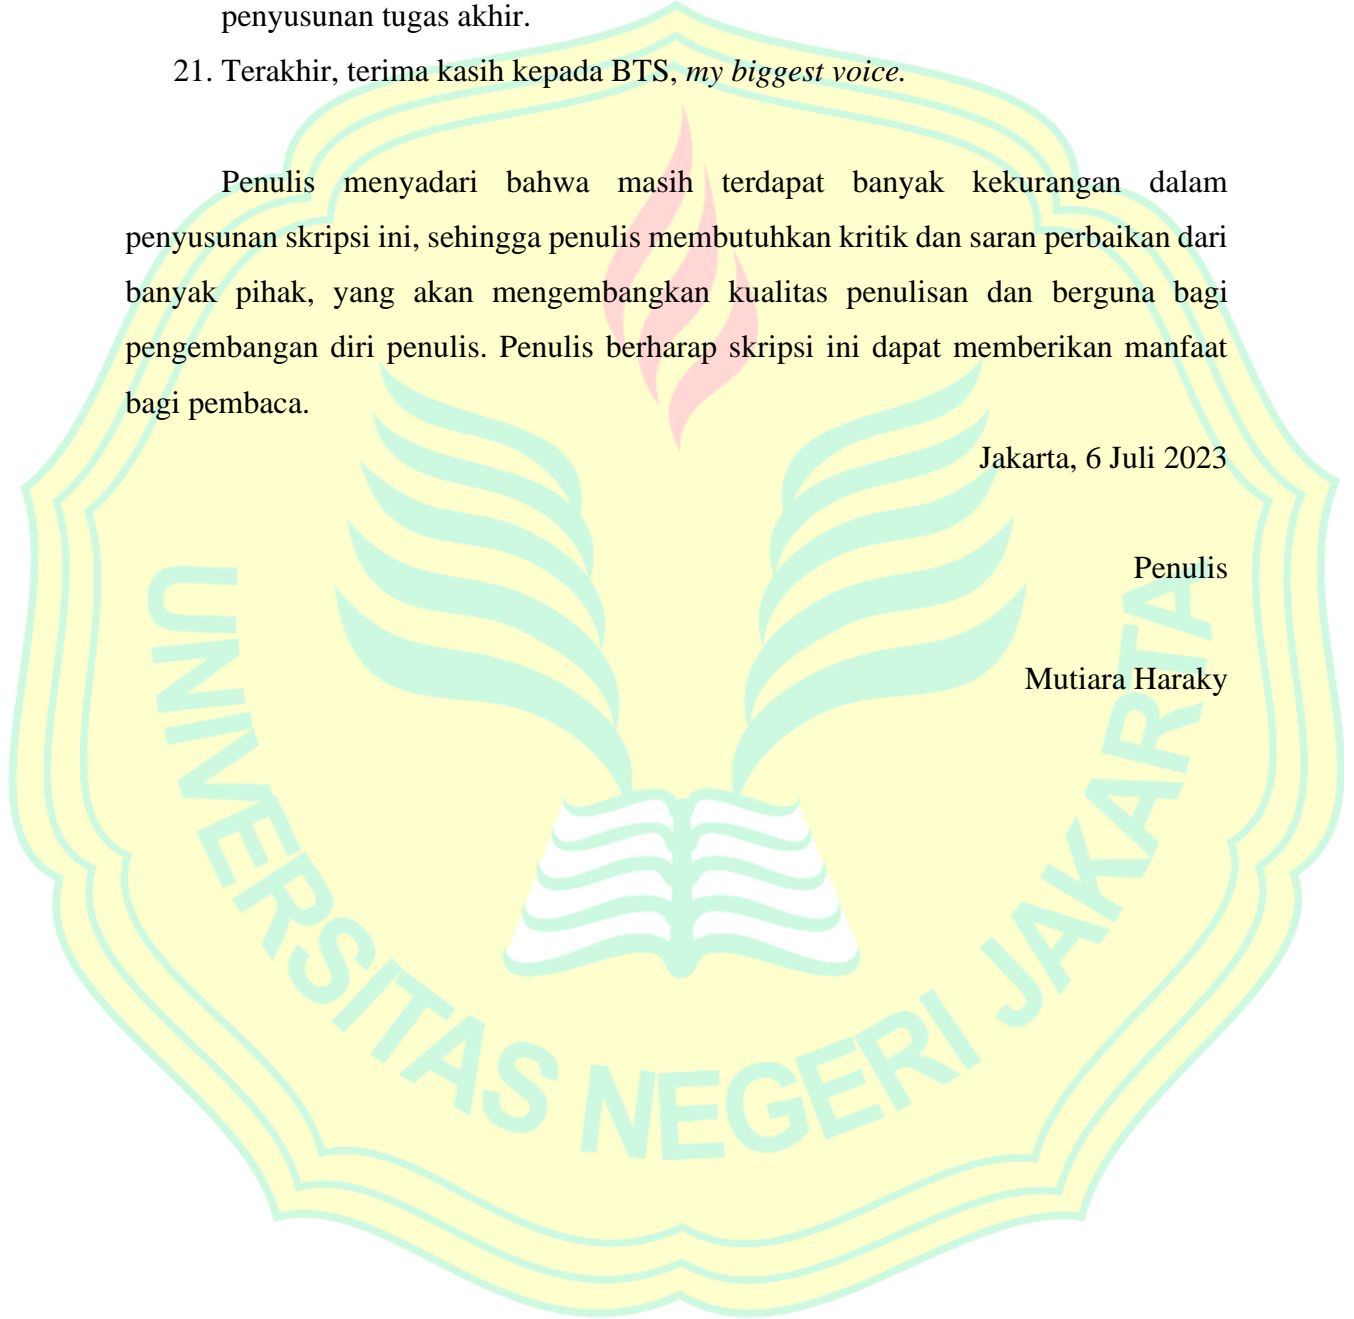 penyusunan tugas akhir.
21. Terakhir, terima kasih kepada BTS, my biggest voice.
Penulis menyadari bahwa masih terdapat banyak kekurangan dalam
penyusunan skripsi ini, sehingga penulis membutuhkan kritik dan saran perbaikan dari
banyak pihak, yang akan mengembangkan kualitas penulisan dan berguna bagi
pengembangan diri penulis. Penulis berharap skripsi ini dapat memberikan manfaat
bagi pembaca.
Jakarta, 6 Juli 2023
Penulis
Mutiara Haraky
UNIVERSITAS NEGERI JAKARTA